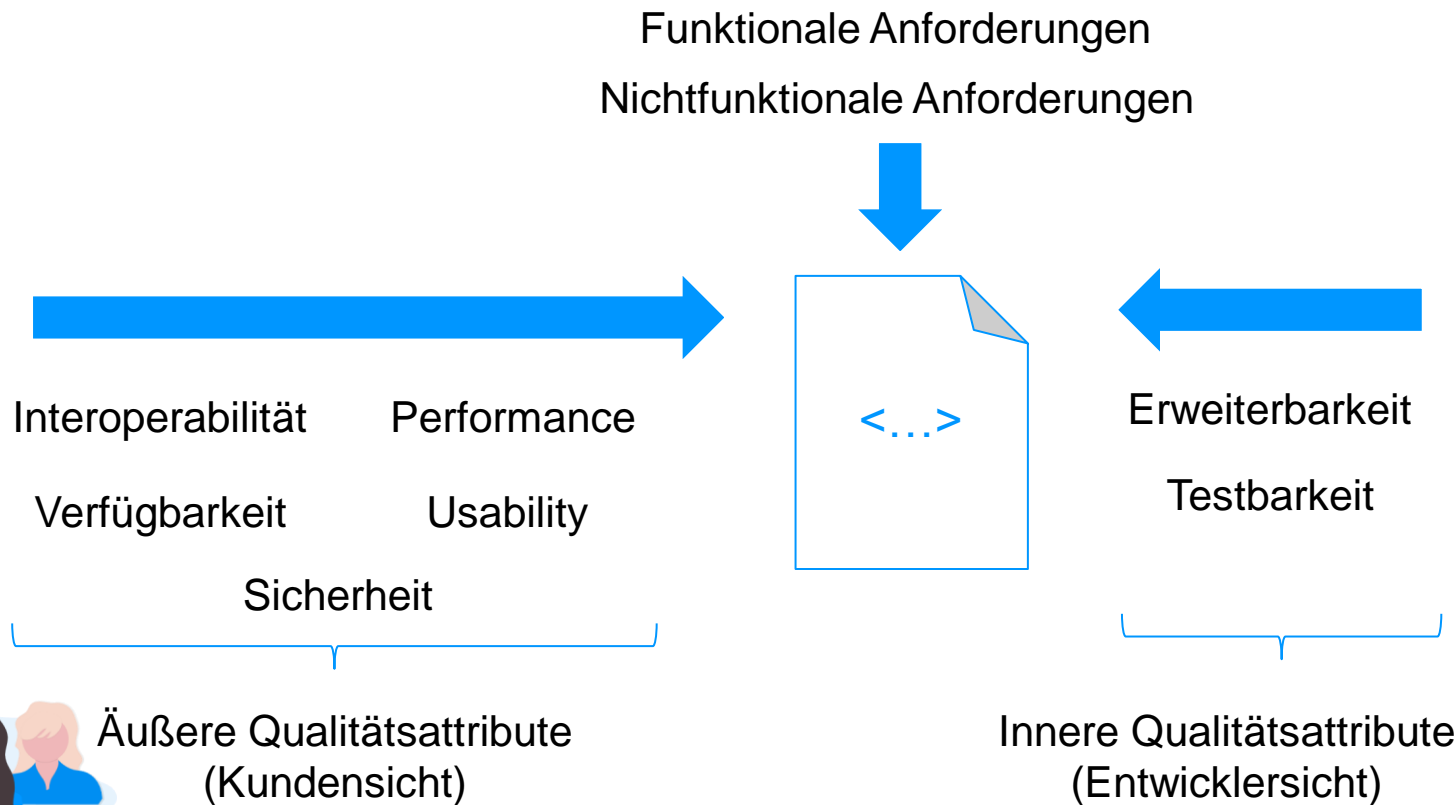 Funktionale Anforderungen
Nichtfunktionale Anforderungen
Interoperabilität
Performance
Verfügbarkeit
Usability
Sicherheit
Äußere Qualitätsattribute
(Kundensicht)
<...>
Erweiterbarkeit
Testbarkeit
Innere Qualitätsattribute
(Entwicklersicht)